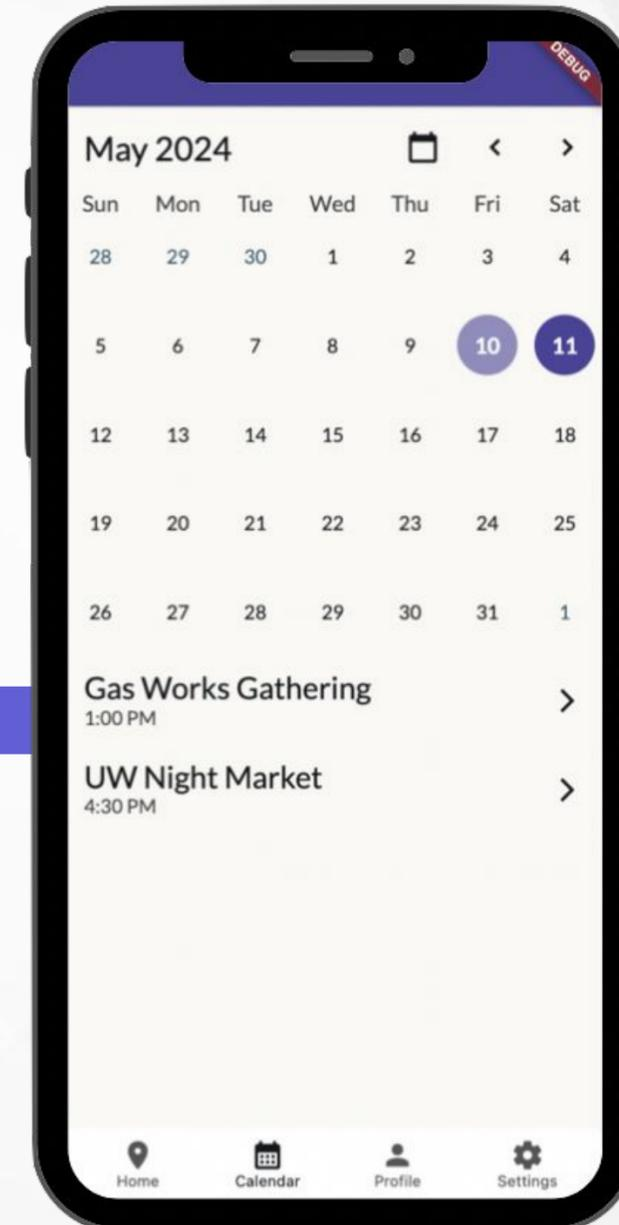 DEBUG
May 2024
Sun Mon Tue Wed Thu Fri Sat
28 29 30 1 2 3 4
5 6 7 8 9 10 11
12 13 14 15 16 17 18
19 20 21 22 23 24 25
26 27 28 29 30 31 1
Gas Works Gathering
1:00 PM
UW Night Market
4:30 PM
Home Calendar Profile Settings